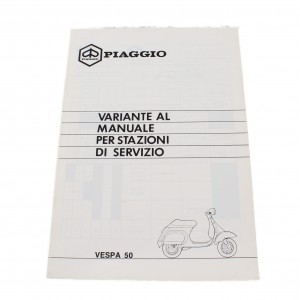 PIAGGIO
VARIANTE AL
MANUALE
PER STAZIONI
DI SERVIZIO
VESPA 50